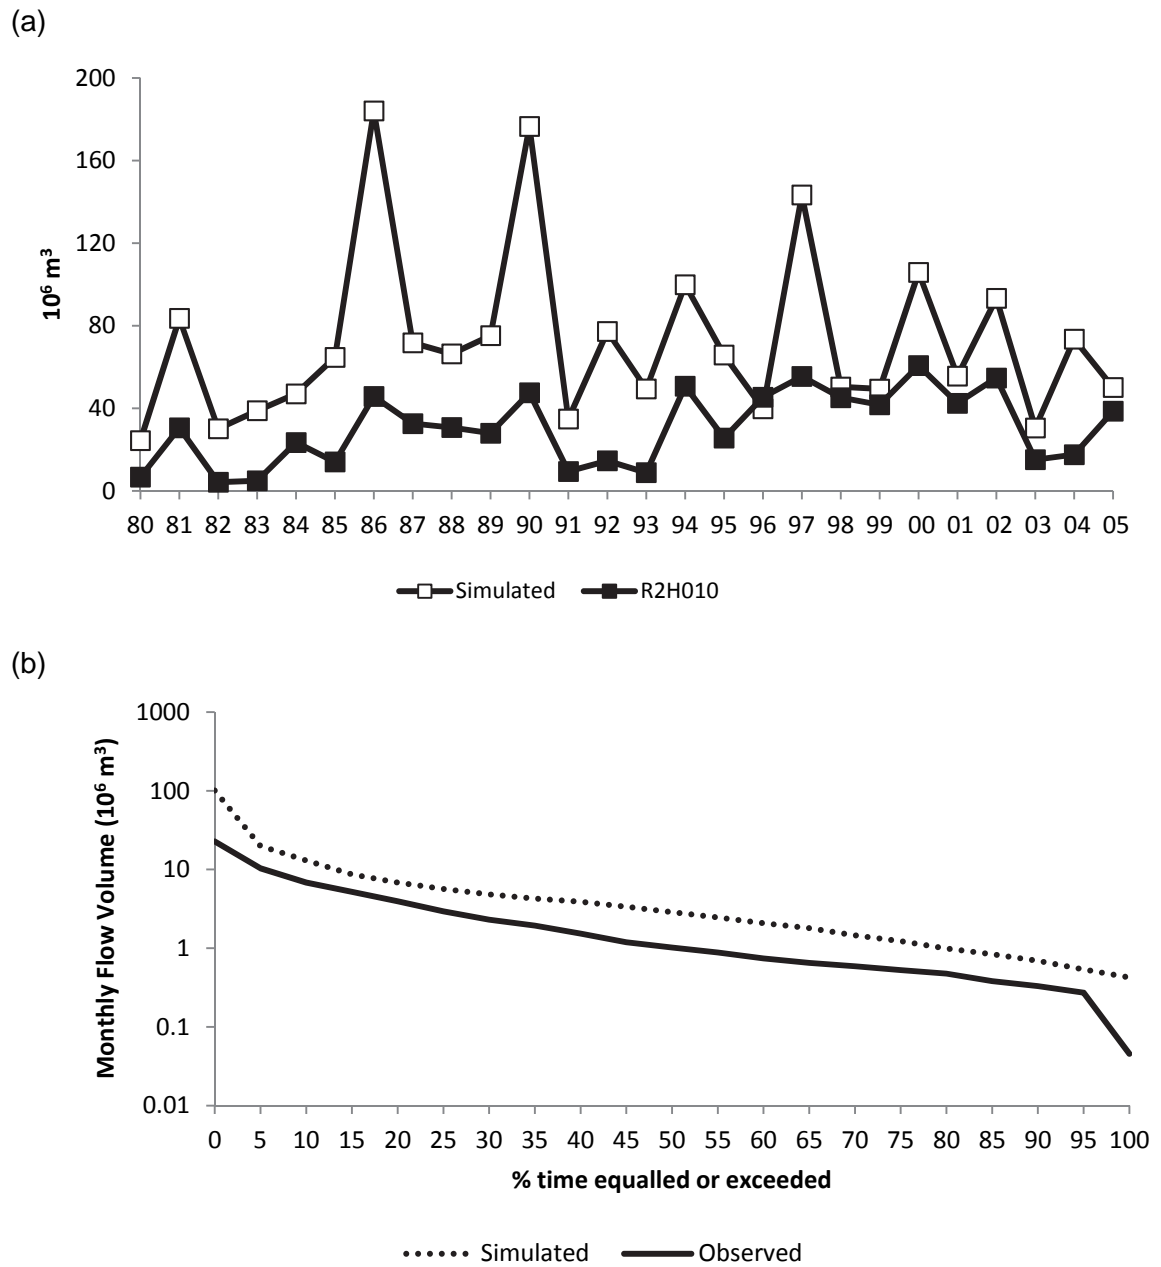 (a)
200
160
120
80
40
0
10⁶ m³
80 81 82 83 84 85 86 87 88 89 90 91 92 93 94 95 96 97 98 99 00 01 02 03 04 05
Simulated R2H010
(b)
1000
100
10
1
0.1
0.01
Monthly Flow Volume (10⁶ m³)
0 5 10 15 20 25 30 35 40 45 50 55 60 65 70 75 80 85 90 95 100
% time equalled or exceeded
Simulated Observed